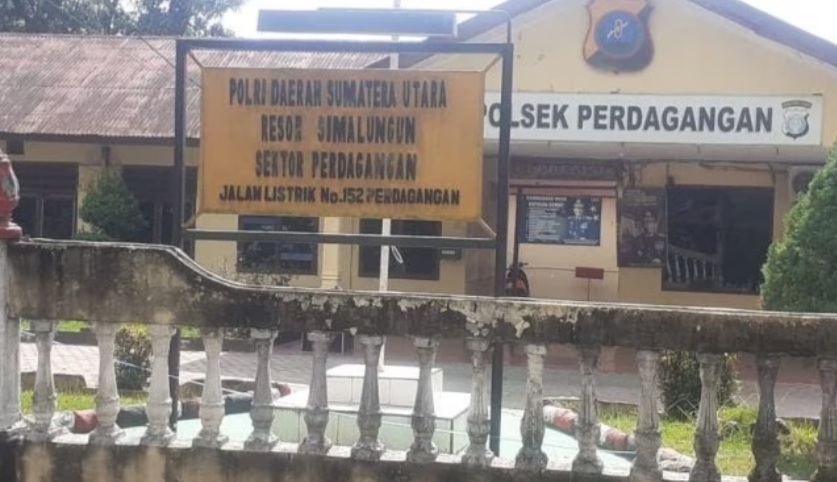 POLRI DAERAH SUMATERA UTARA
RESOR SIMALUNGUN
SEKTOR PERDAGANGAN
JALAN LISTRIK No.152 PERDAGANGAN
POLSEK PERDAGANGAN